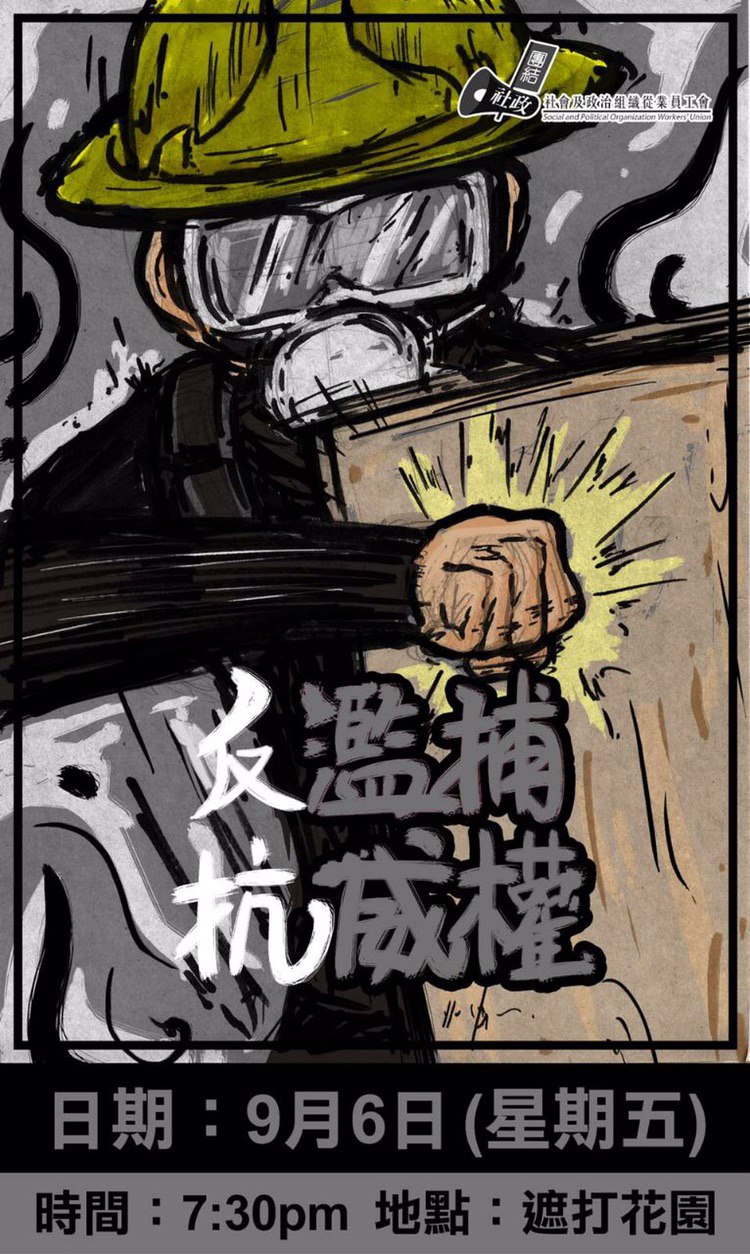 團結
社政
社會及政治組織從業員工會
Social and Political Organization Workers' Union
反濫捕
抗威權
日期：9月6日(星期五)
時間：7:30pm 地點：遮打花園